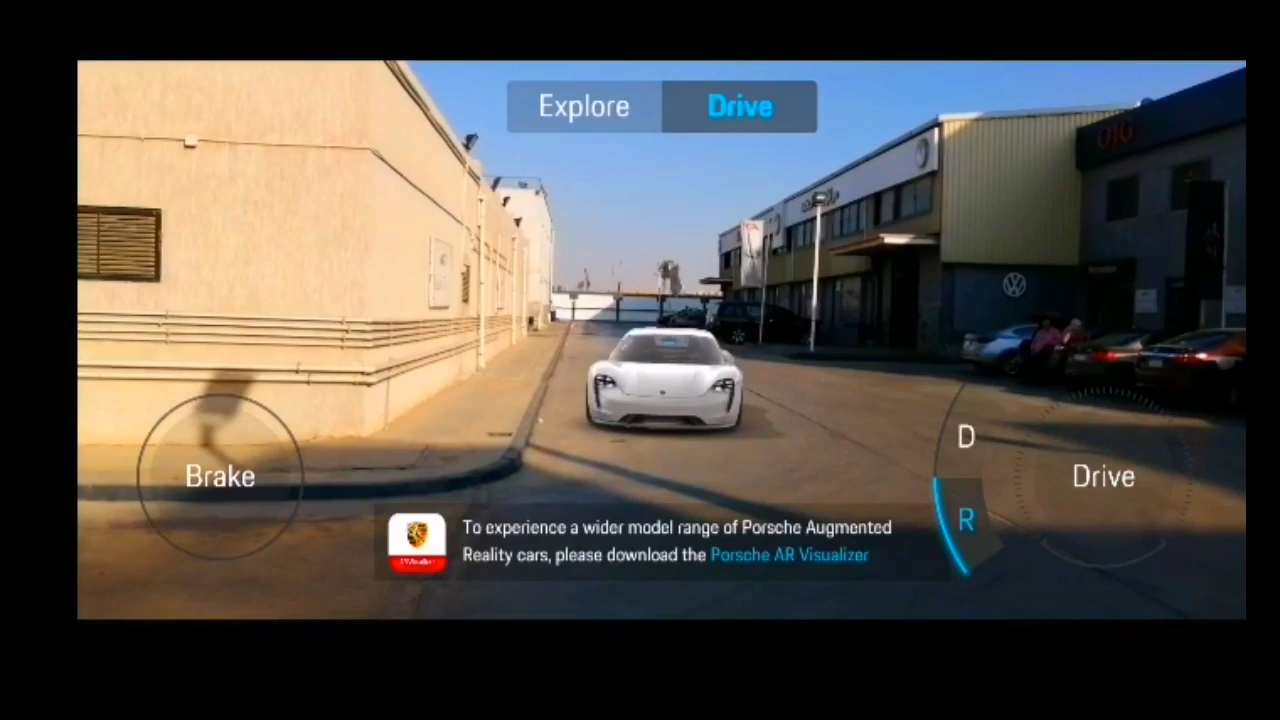 Explore
Drive
Brake
D
R
Drive
To experience a wider model range of Porsche Augmented
Reality cars, please download the Porsche AR Visualizer